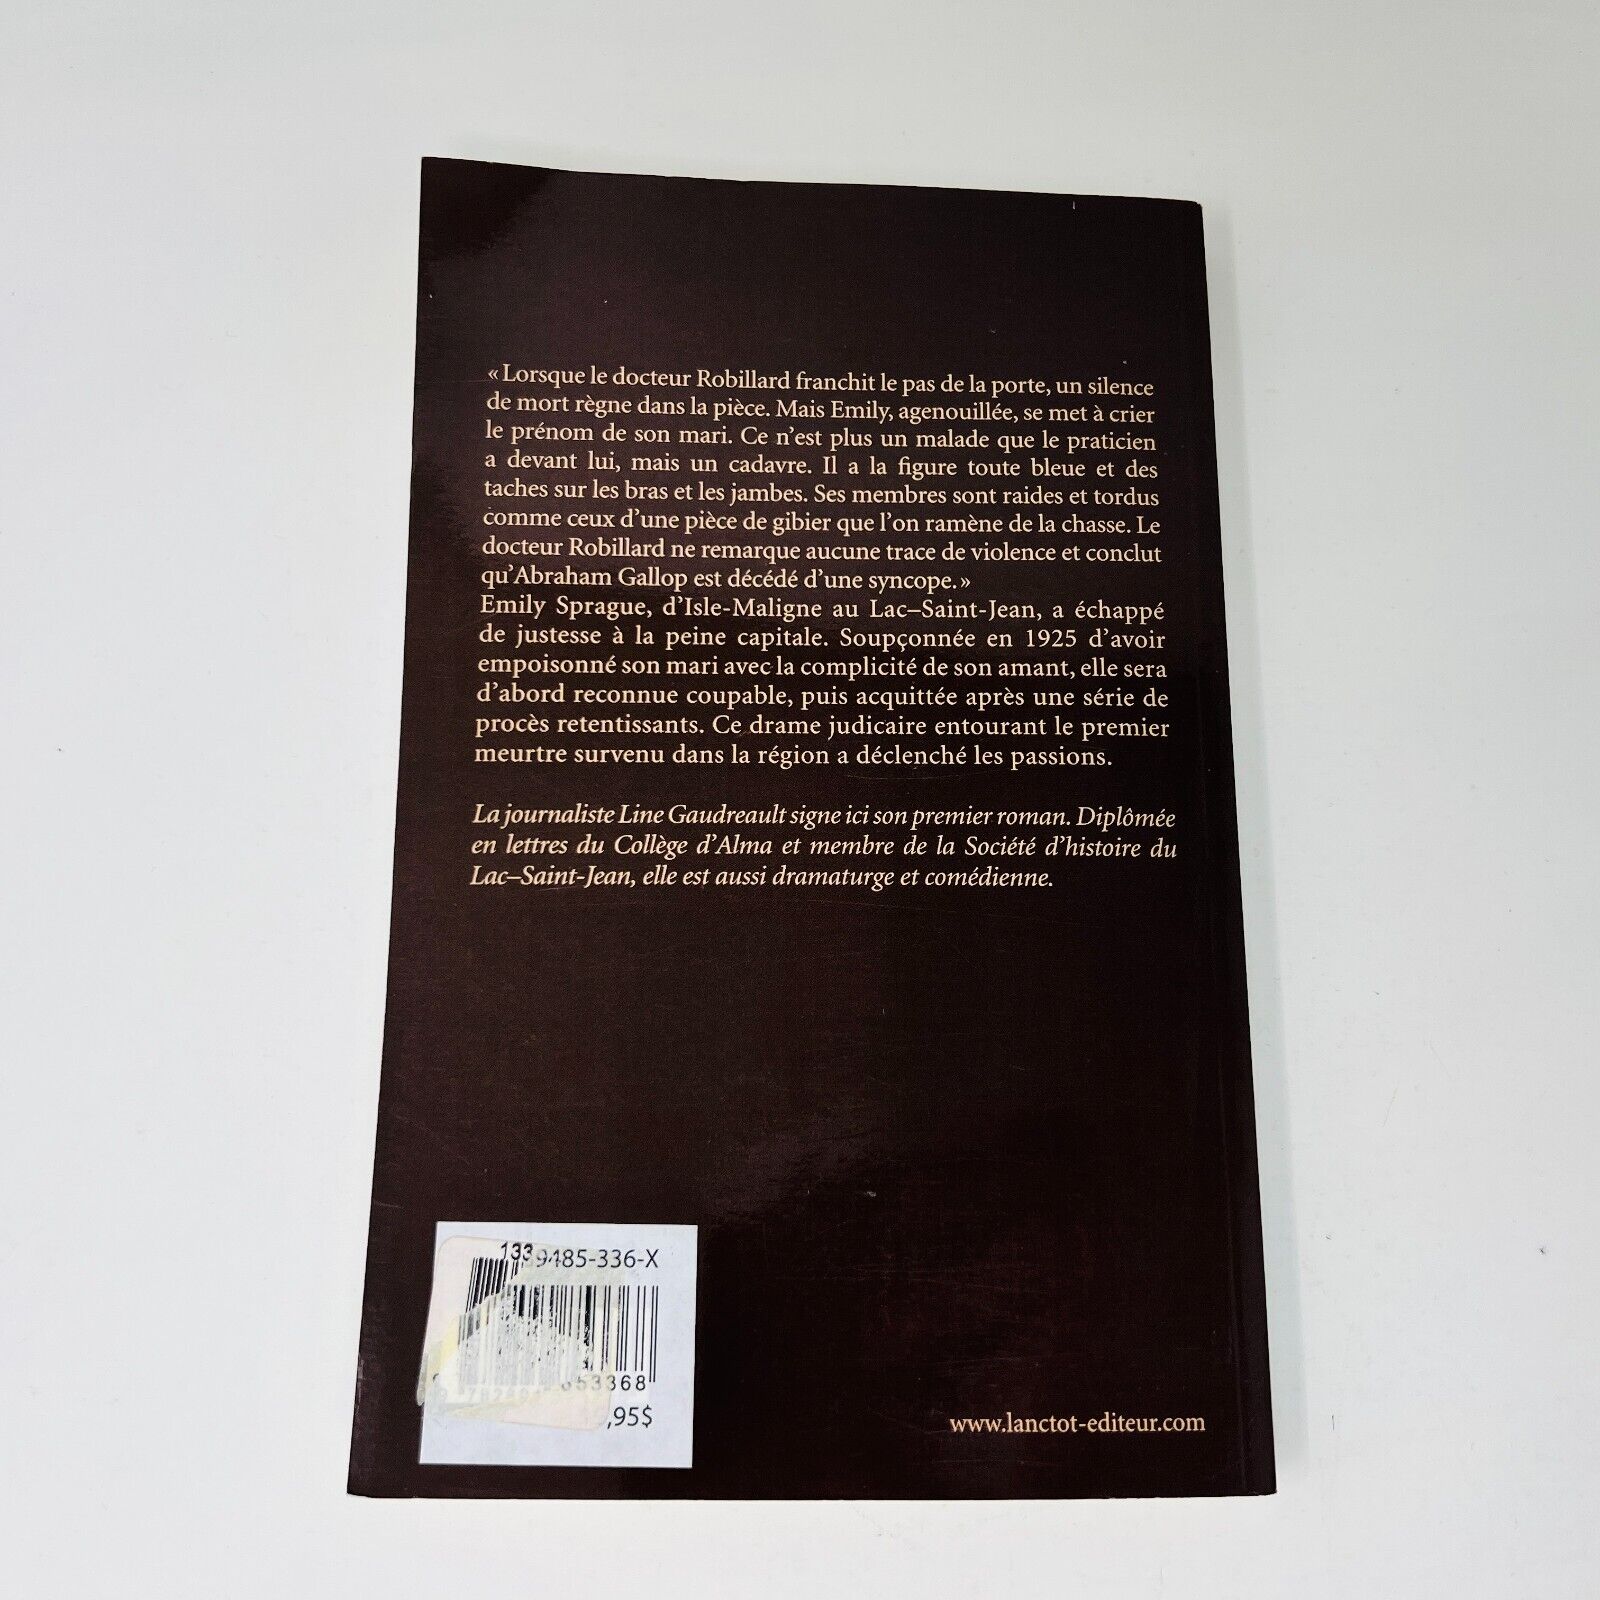 « Lorsque le docteur Robillard franchit le pas de la porte, un silence
de mort règne dans la pièce. Mais Emily, agenouillée, se met à crier
le prénom de son mari. Ce n'est plus un malade que le praticien
a devant lui, mais un cadavre. Il a la figure toute bleue et des
taches sur les bras et les jambes. Ses membres sont raides et tordus
comme ceux d'une pièce de gibier que l'on ramène de la chasse. Le
docteur Robillard ne remarque aucune trace de violence et conclut
qu'Abraham Gallop est décédé d'une syncope. »
Emily Sprague, d'Isle-Maligne au Lac–Saint-Jean, a échappé
de justesse à la peine capitale. Soupçonnée en 1925 d'avoir
empoisonné son mari avec la complicité de son amant, elle sera
d'abord reconnue coupable, puis acquittée après une série de
procès retentissants. Ce drame judicaire entourant le premier
meurtre survenu dans la région a déclenché les passions.
La journaliste Line Gaudreault signe ici son premier roman. Diplômée
en lettres du Collège d'Alma et membre de la Société d'histoire du
Lac–Saint-Jean, elle est aussi dramaturge et comédienne.
485-336-X
53368
,95$
www.lanctot-editeur.com